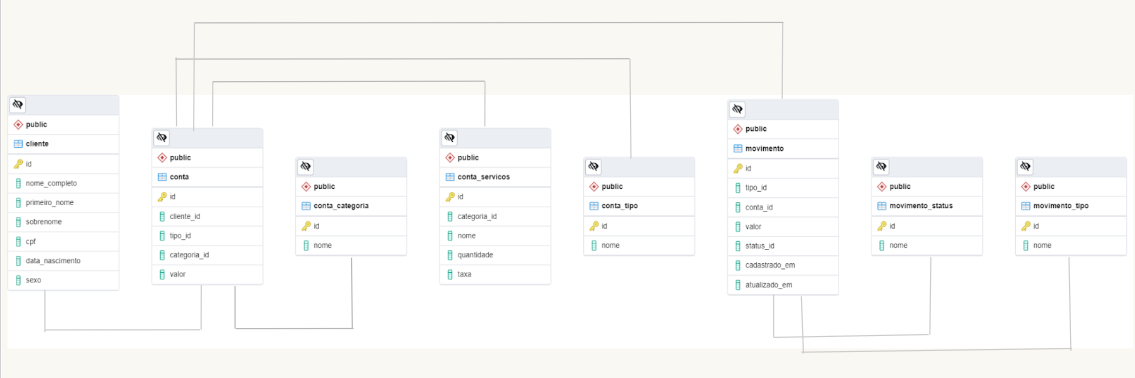 public
cliente
id
nome_completo
primeiro_nome
sobrenome
cpf
data_nascimento
sexo
public
conta
id
cliente_id
tipo_id
categoria_id
valor
public
conta_categoria
id
nome
public
conta_servicos
id
categoria_id
nome
quantidade
taxa
public
conta_tipo
id
nome
public
movimento
id
tipo_id
conta_id
valor
status_id
cadastrado_em
atualizado_em
public
movimento_status
id
nome
public
movimento_tipo
id
nome